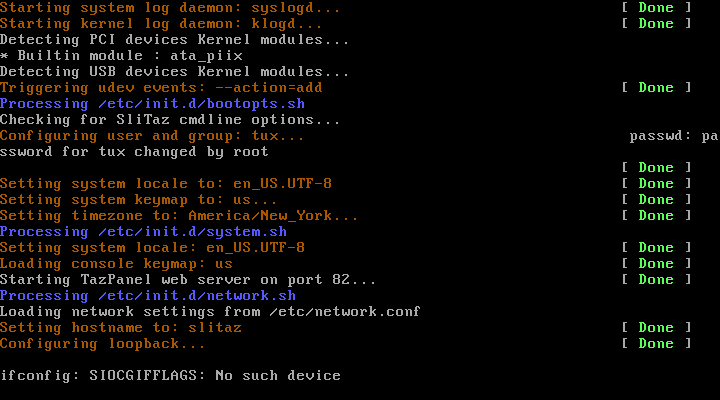 Starting system log daemon: syslogd... [ Done ]
Starting kernel log daemon: klogd... [ Done ]
Detecting PCI devices Kernel modules...
* Builtin module : ata_piix
Detecting USB devices Kernel modules...
Triggering udev events: --action=add [ Done ]
Processing /etc/init.d/bootopts.sh
Checking for SliTaz cmdline options...
Configuring user and group: tux... passwd: pa
ssword for tux changed by root
[ Done ]
Setting system locale to: en_US.UTF-8 [ Done ]
Setting system keymap to: us... [ Done ]
Setting timezone to: America/New_York... [ Done ]
Processing /etc/init.d/system.sh
Setting system locale: en_US.UTF-8 [ Done ]
Loading console keymap: us [ Done ]
Starting TazPanel web server on port 82... [ Done ]
Processing /etc/init.d/network.sh
Loading network settings from /etc/network.conf
Setting hostname to: slitaz [ Done ]
Configuring loopback... [ Done ]
ifconfig: SIOCGIFFLAGS: No such device